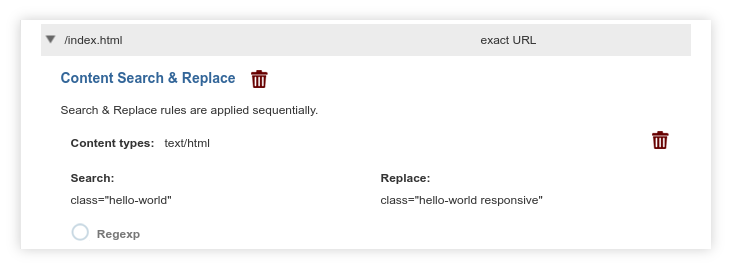 /index.html exact URL
Content Search & Replace
Search & Replace rules are applied sequentially.
Content types: text/html
Search: Replace:
class="hello-world" class="hello-world responsive"
Regexp